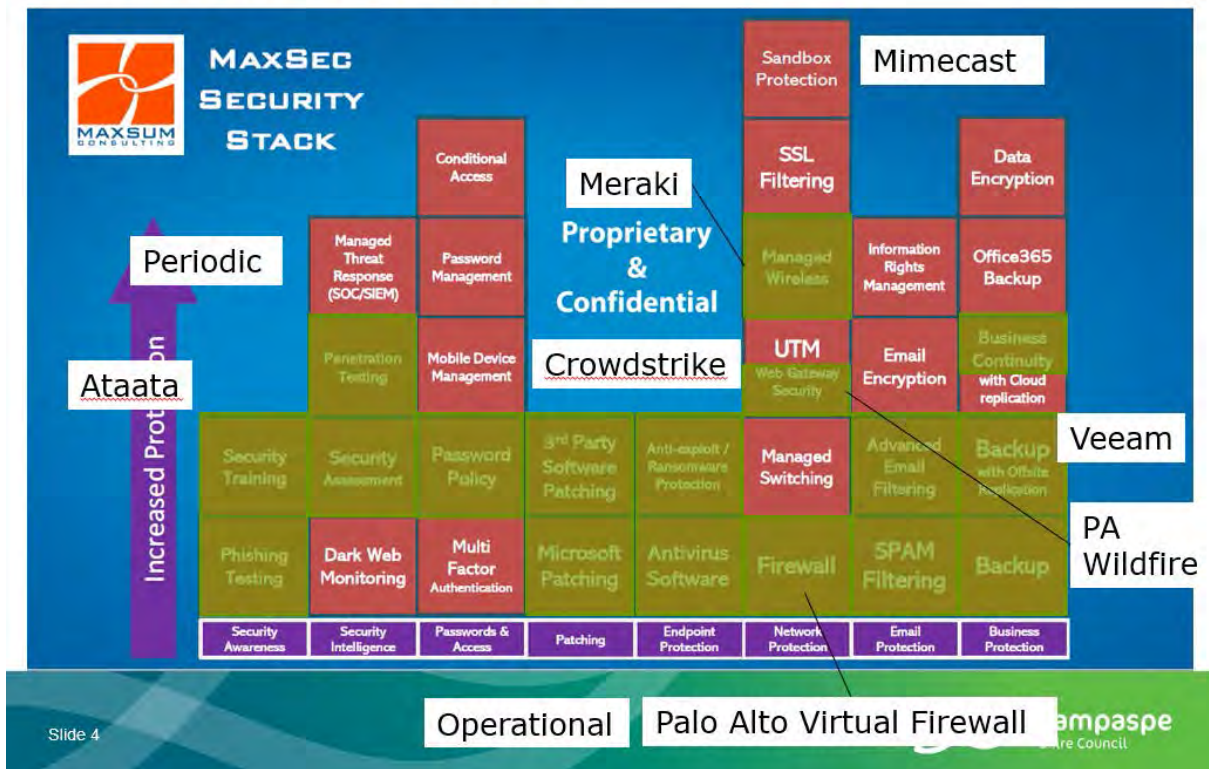 MAXSUM
CONSULTING
MAXSEC
SECURITY
STACK
Sandbox
Protection
Mimecast
Conditional
Access
SSL
Filtering
Data
Encryption
Meraki
Periodic
Managed
Threat
Response
(SOC/SIEM)
Password
Management
Proprietary
&
Confidential
Managed
Wireless
Information
Rights
Management
Office365
Backup
Ataata
Penetration
Testing
Mobile Device
Management
Crowdstrike
UTM
Web Gateway
Security
Email
Encryption
Business
Continuity
with Cloud
replication
Security
Training
Security
Assessment
Password
Policy
3rd Party
Software
Patching
Anti-exploit /
Ransomware
Protection
Managed
Switching
Advanced
Email
Filtering
Backup
with Offsite
Replication
Veeam
Phishing
Testing
Dark Web
Monitoring
Multi
Factor
Authentication
Microsoft
Patching
Antivirus
Software
Firewall
SPAM
Filtering
Backup
PA
Wildfire
Increased Prot on
Security
Awareness
Security
Intelligence
Passwords &
Access
Patching
Endpoint
Protection
Network
Protection
Email
Protection
Business
Protection
Slide 4
Operational
Palo Alto Virtual Firewall
ampaspe
ire Council